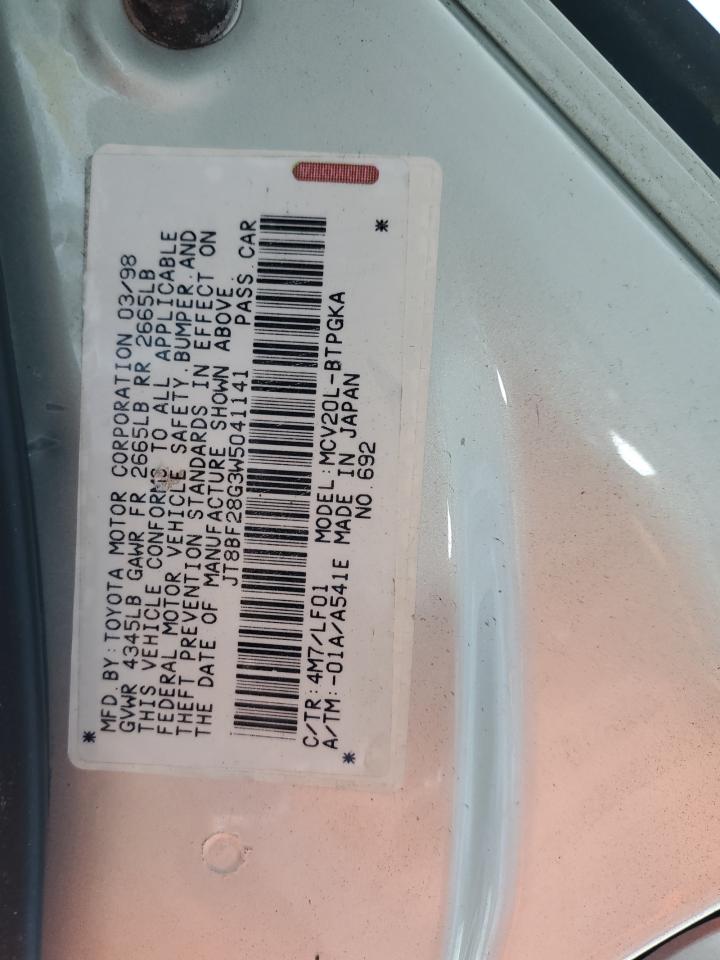 MFD. BY: TOYOTA MOTOR CORPORATION 03/98
GVWR 4345LB GAWR FR 2665LB RR 2665LB
THIS VEHICLE CONFORMS TO ALL APPLICABLE
FEDERAL MOTOR VEHICLE SAFETY, BUMPER, AND
THEFT PREVENTION STANDARDS IN EFFECT ON
THE DATE OF MANUFACTURE SHOWN ABOVE.
JT8BF28G3W5041141 PASS. CAR
C/TR: 4M7/LF01 MODEL: MCV20L-BTPGKA
A/TM: -01A/A541E MADE IN JAPAN
NO. 692